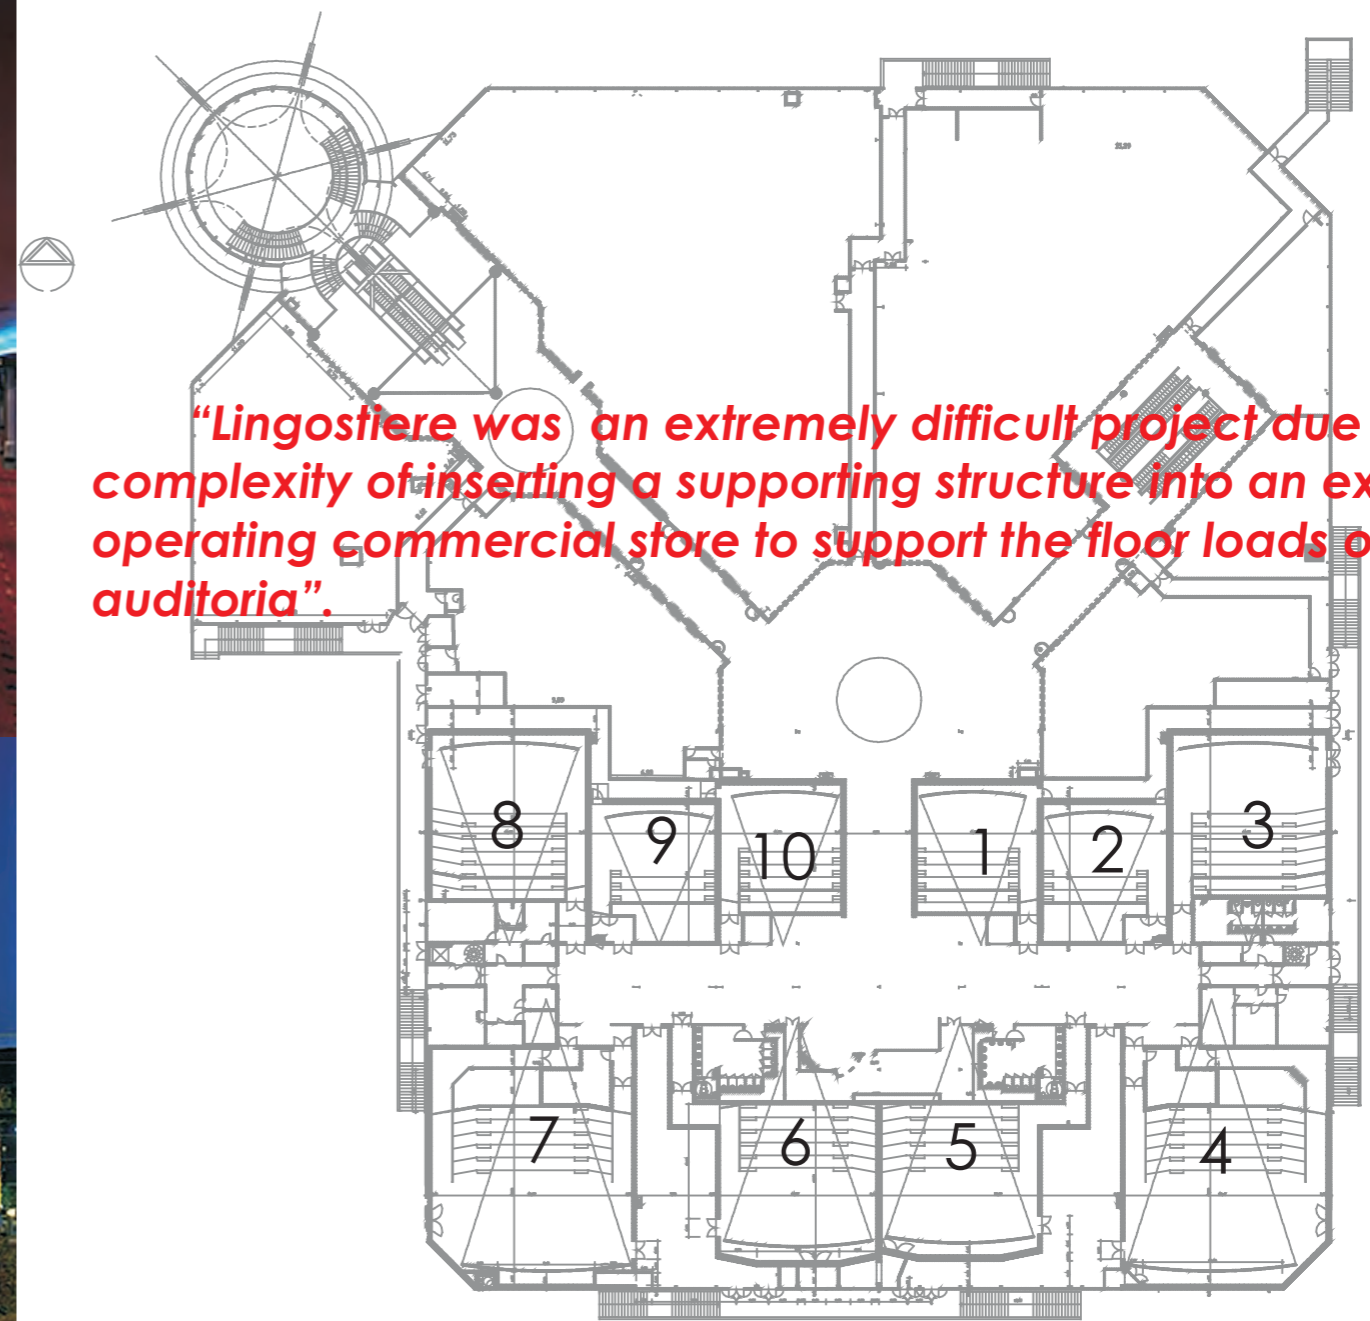 “Lingostiere was an extremely difficult project due
complexity of inserting a supporting structure into an ex
operating commercial store to support the floor loads o
auditoria”.
8
9
10
1
2
3
7
6
5
4